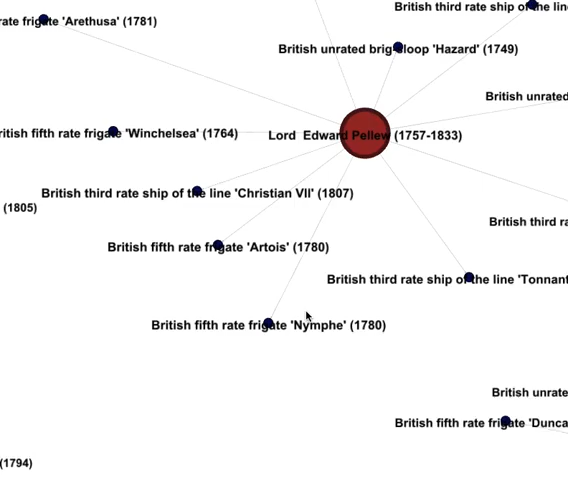 British third rate ship of the line
rate frigate 'Arethusa' (1781)
British unrated brig-sloop 'Hazard' (1749)
British unrated
British fifth rate frigate 'Winchelsea' (1764)
Lord Edward Pellew (1757-1833)
British third rate ship of the line 'Christian VII' (1807)
(1805)
British third ra
British fifth rate frigate 'Artois' (1780)
British third rate ship of the line 'Tonnant
British fifth rate frigate 'Nymphe' (1780)
British unrate
British fifth rate frigate 'Dunca
(1794)